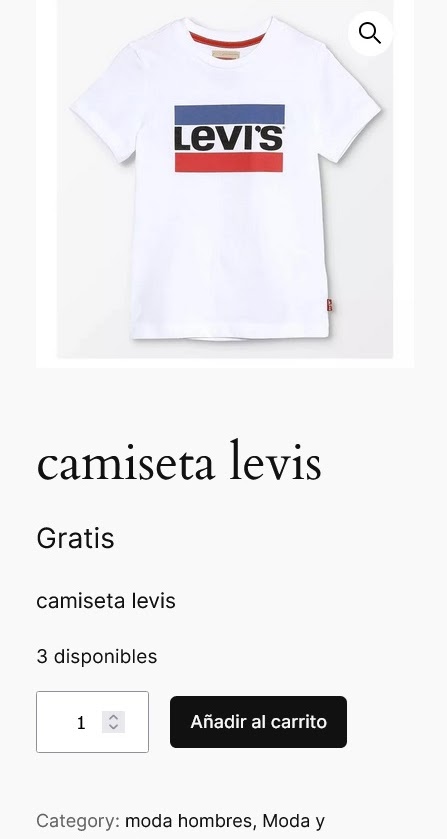 Levi's
camiseta levis
Gratis
camiseta levis
3 disponibles
1
Añadir al carrito
Category: moda hombres, Moda y